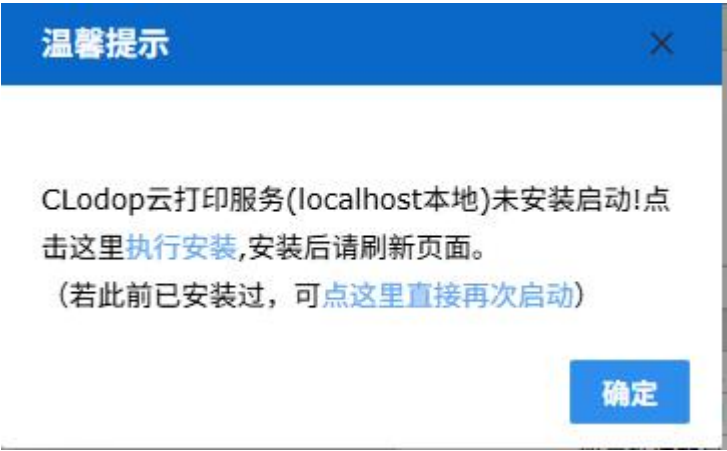 温馨提示
CLodop云打印服务(localhost本地)未安装启动!点
击这里执行安装,安装后请刷新页面。
（若此前已安装过，可点这里直接再次启动）
确定